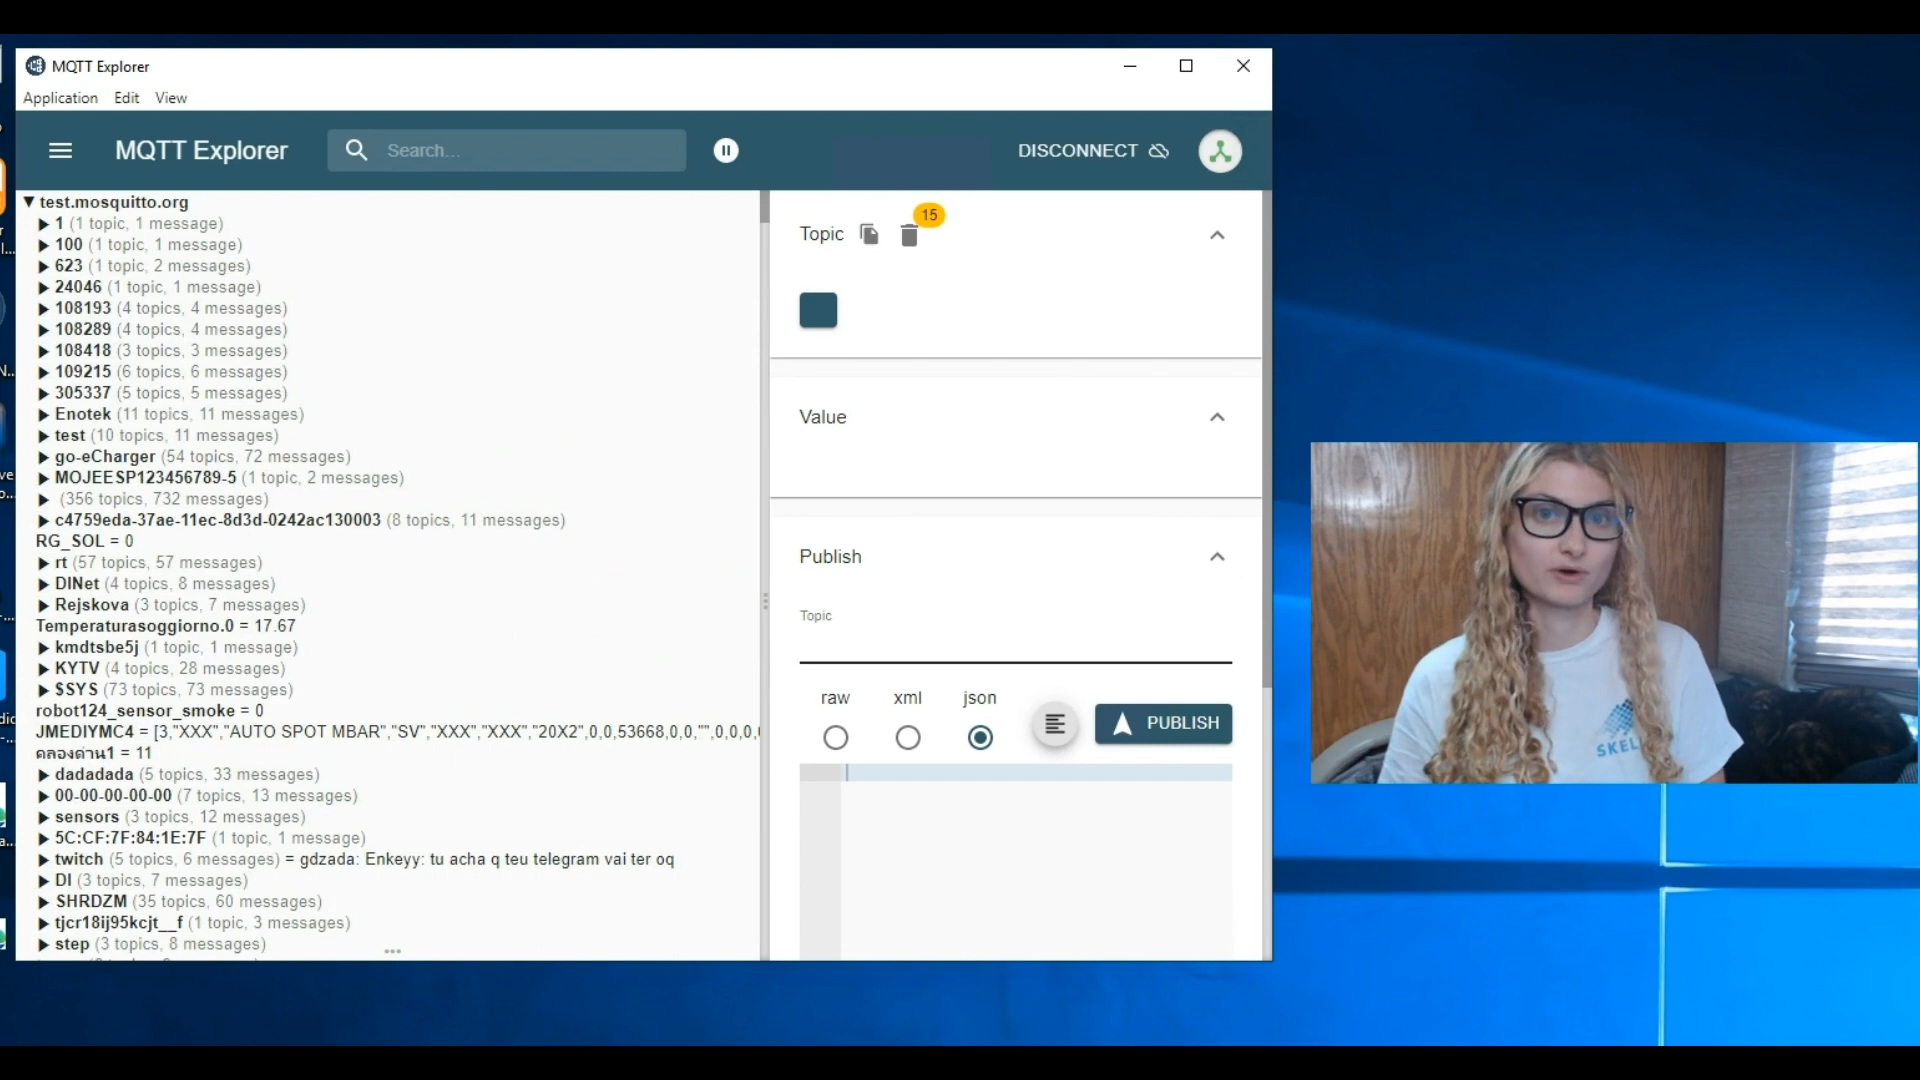 MQTT Explorer
Application Edit View
MQTT Explorer
Search...
DISCONNECT
test.mosquitto.org
1 (1 topic, 1 message)
100 (1 topic, 1 message)
623 (1 topic, 2 messages)
24046 (1 topic, 1 message)
108193 (4 topics, 4 messages)
108289 (4 topics, 4 messages)
108418 (3 topics, 3 messages)
109215 (6 topics, 6 messages)
305337 (5 topics, 5 messages)
Enotek (11 topics, 11 messages)
test (10 topics, 11 messages)
go-eCharger (54 topics, 72 messages)
MOJEESP123456789-5 (1 topic, 2 messages)
(356 topics, 732 messages)
c4759eda-37ae-11ec-8d3d-0242ac130003 (8 topics, 11 messages)
RG_SOL = 0
rt (57 topics, 57 messages)
DINet (4 topics, 8 messages)
Rejskova (3 topics, 7 messages)
Temperaturasoggiorno.0 = 17.67
kmdtsbe5j (1 topic, 1 message)
KYTV (4 topics, 28 messages)
$SYS (73 topics, 73 messages)
robot124_sensor_smoke = 0
JMEDIYMC4 = [3,"XXX","AUTO SPOT MBAR","SV","XXX","XXX","20X2",0,0,53668,0,0,"",0,0,0,
คลองด่าน1 = 11
dadadada (5 topics, 33 messages)
00-00-00-00-00 (7 topics, 13 messages)
sensors (3 topics, 12 messages)
5C:CF:7F:84:1E:7F (1 topic, 1 message)
twitch (5 topics, 6 messages) = gdzada: Enkeyy: tu acha q teu telegram vai ter oq
DI (3 topics, 7 messages)
SHRDZM (35 topics, 60 messages)
tjcr18ij95kcjt__f (1 topic, 3 messages)
step (3 topics, 8 messages)
Topic
15
Value
Publish
Topic
raw xml json
PUBLISH
SKEL